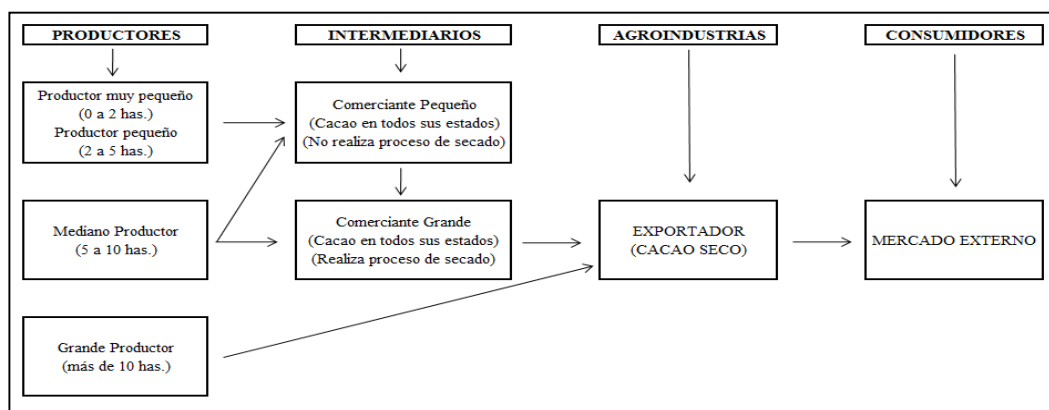 PRODUCTORES
INTERMEDIARIOS
AGROINDUSTRIAS
CONSUMIDORES
Productor muy pequeño
(0 a 2 has.)
Productor pequeño
(2 a 5 has.)
Comerciante Pequeño
(Cacao en todos sus estados)
(No realiza proceso de secado)
Mediano Productor
(5 a 10 has.)
Comerciante Grande
(Cacao en todos sus estados)
(Realiza proceso de secado)
EXPORTADOR
(CACAO SECO)
MERCADO EXTERNO
Grande Productor
(más de 10 has.)